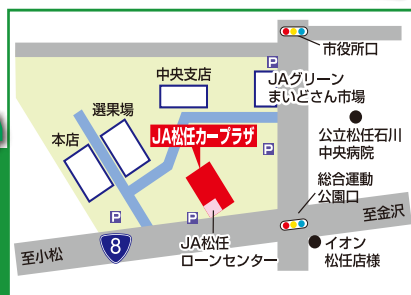 市役所口
P
中央支店
JAグリーン
まいどさん市場
選果場
本店
JA松任カープラザ
P
公立松任石川
中央病院
総合運動
公園口
至金沢
P
P
8
JA松任
ローンセンター
イオン
松任店様
至小松